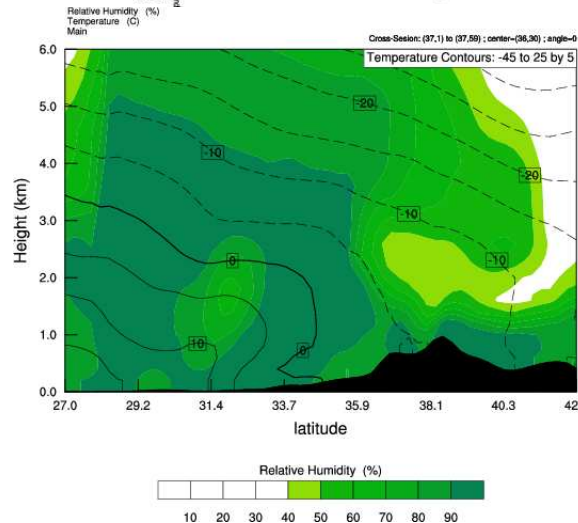 Relative Humidity (%)
Temperature (C)
Main
Cross-Sesion: (37,1) to (37,59) ; center=(36,30) ; angle=0
Temperature Contours: -45 to 25 by 5
6.0
5.0
4.0
3.0
2.0
1.0
0.0
Height (km)
-20
-10
-20
-10
0
-10
10
0
27.0 29.2 31.4 33.7 35.9 38.1 40.3 42
latitude
Relative Humidity (%)
10 20 30 40 50 60 70 80 90